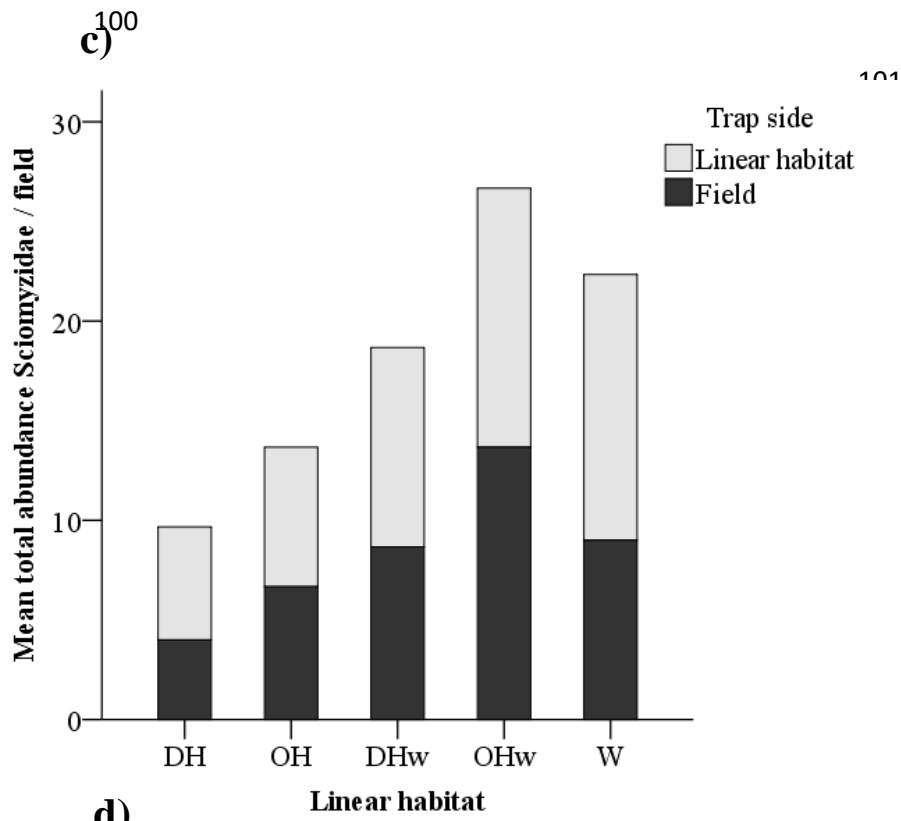 100
c)
101
Trap side
Linear habitat
Field
Mean total abundance Sciomyzidae / field
30
20
10
0
DH OH DHw OHw W
Linear habitat
d)